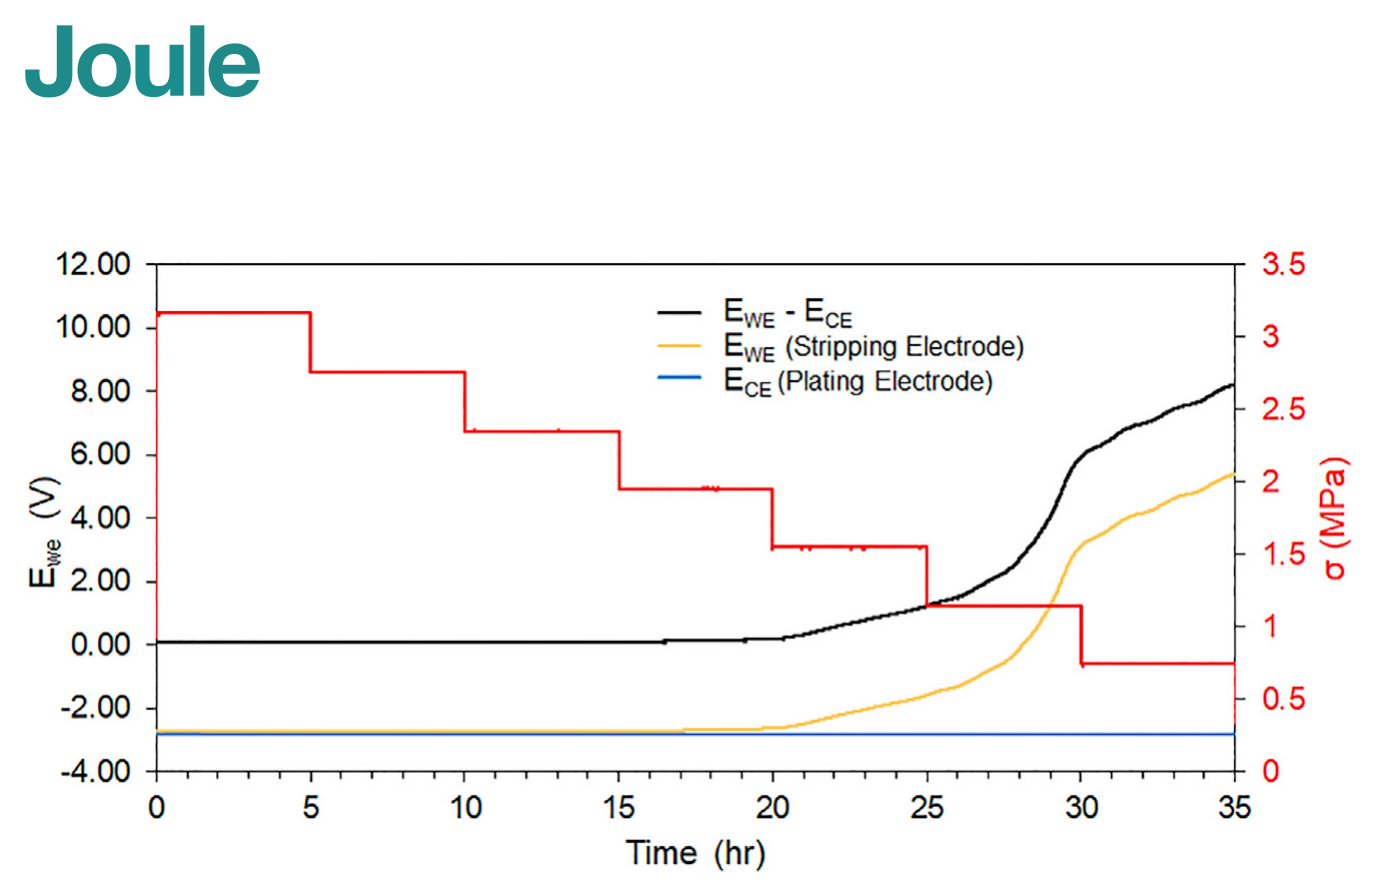 Joule
12.00
10.00
8.00
6.00
4.00
2.00
0.00
-2.00
-4.00
Ewe (V)
EWE - ECE
EWE (Stripping Electrode)
ECE (Plating Electrode)
3.5
3
2.5
2
1.5
1
0.5
0
σ (MPa)
0 5 10 15 20 25 30 35
Time (hr)